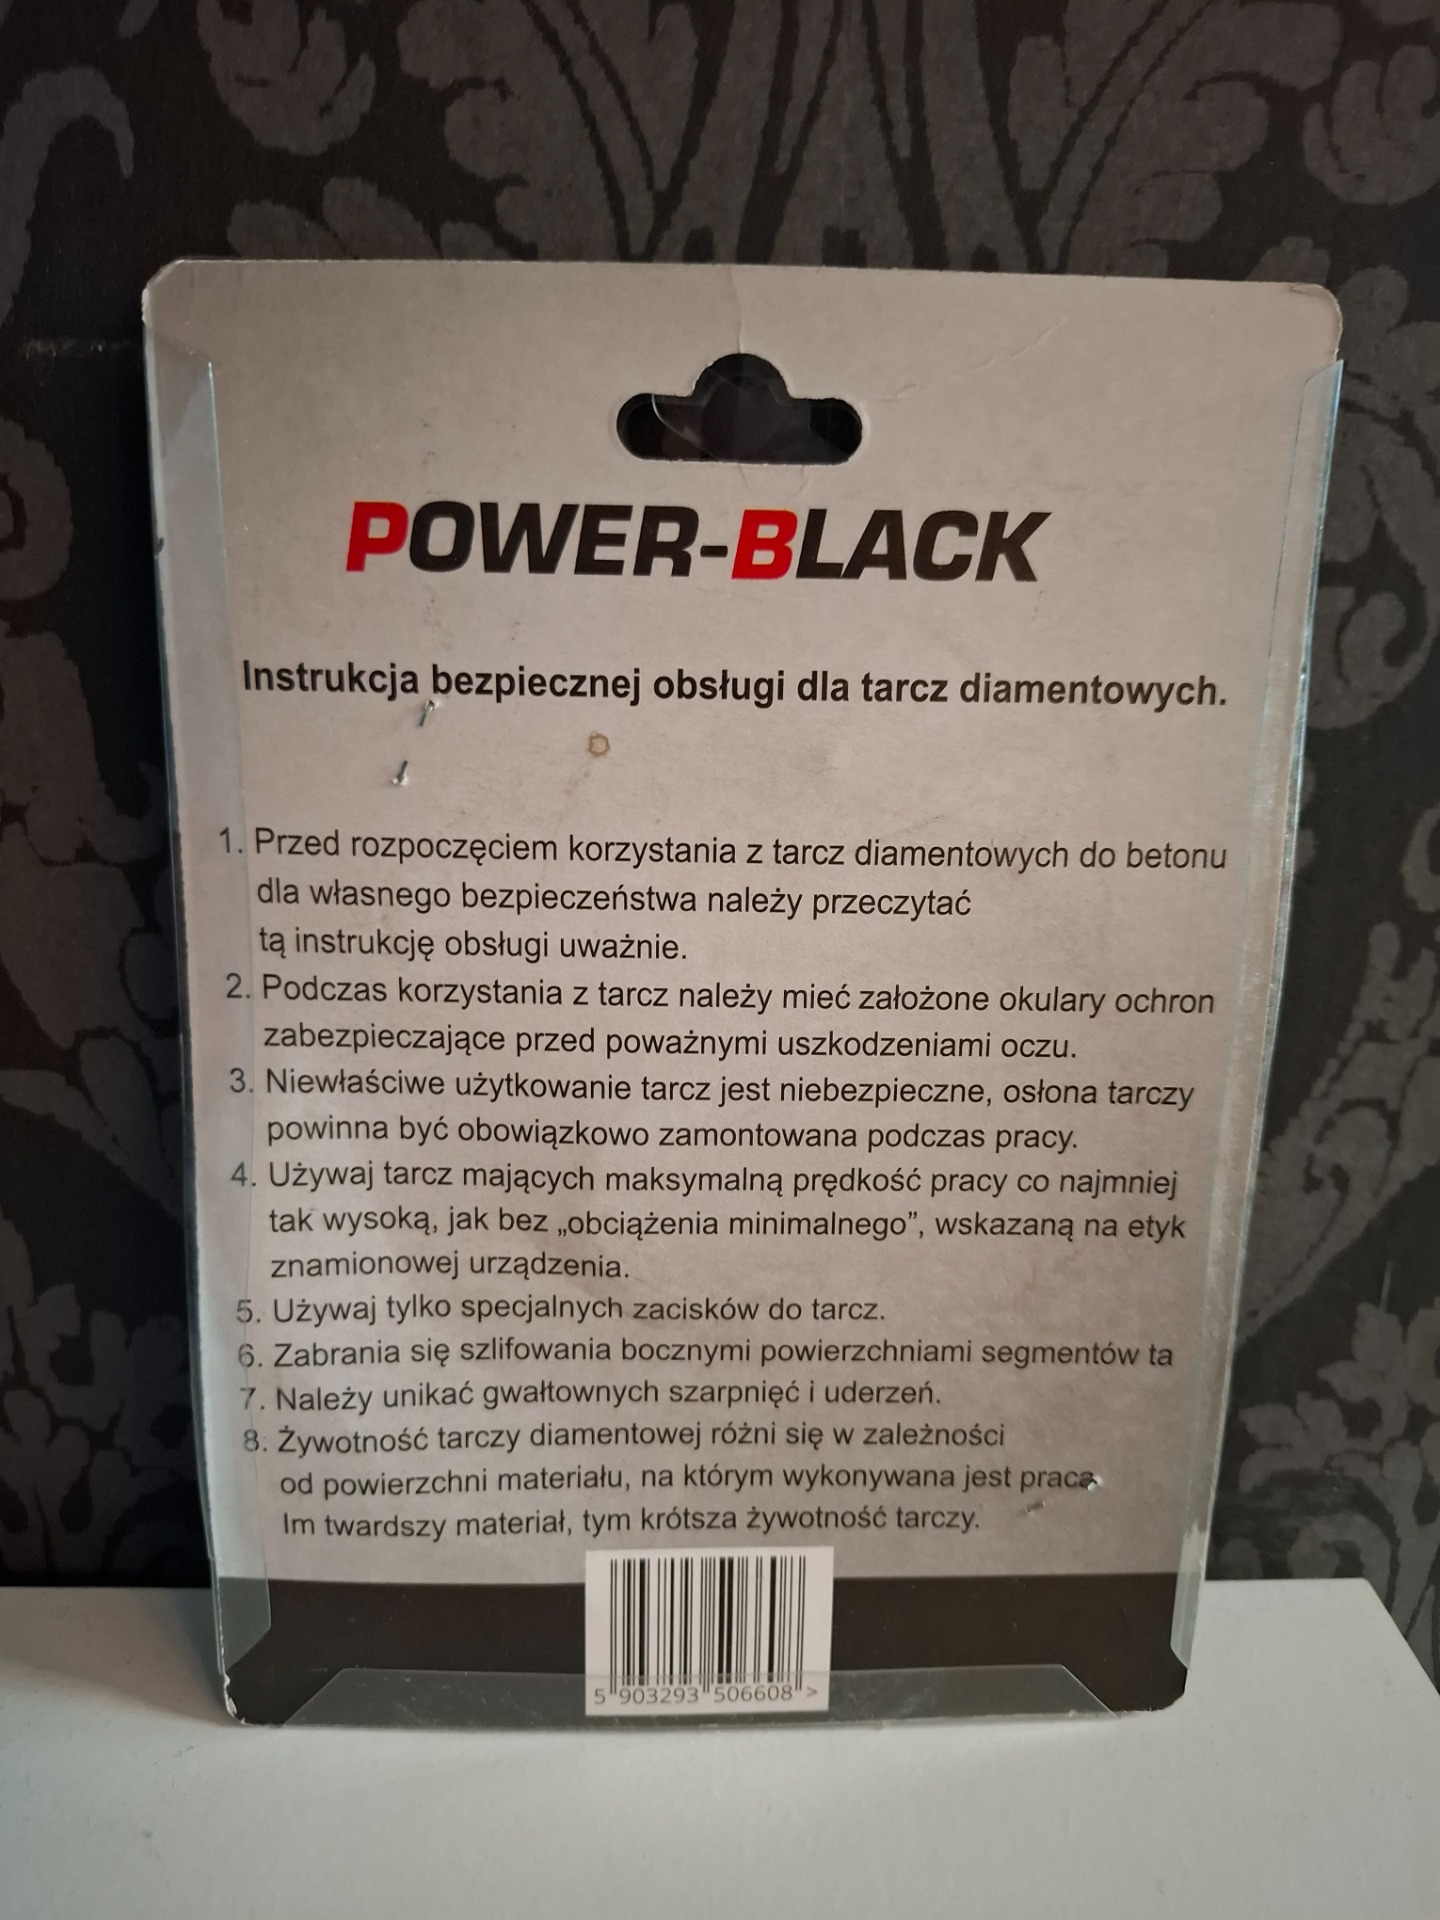 POWER-BLACK
Instrukcja bezpiecznej obsługi dla tarcz diamentowych.
1. Przed rozpoczęciem korzystania z tarcz diamentowych do betonu
dla własnego bezpieczeństwa należy przeczytać
tą instrukcję obsługi uważnie.
2. Podczas korzystania z tarcz należy mieć założone okulary ochron
zabezpieczające przed poważnymi uszkodzeniami oczu.
3. Niewłaściwe użytkowanie tarcz jest niebezpieczne, osłona tarczy
powinna być obowiązkowo zamontowana podczas pracy.
4. Używaj tarcz mających maksymalną prędkość pracy co najmniej
tak wysoką, jak bez „obciążenia minimalnego”, wskazaną na etyk
znamionowej urządzenia.
5. Używaj tylko specjalnych zacisków do tarcz.
6. Zabrania się szlifowania bocznymi powierzchniami segmentów ta
7. Należy unikać gwałtownych szarpnięć i uderzeń.
8. Żywotność tarczy diamentowej różni się w zależności
od powierzchni materiału, na którym wykonywana jest praca
Im twardszy materiał, tym krótsza żywotność tarczy.
5 903293 506608 >